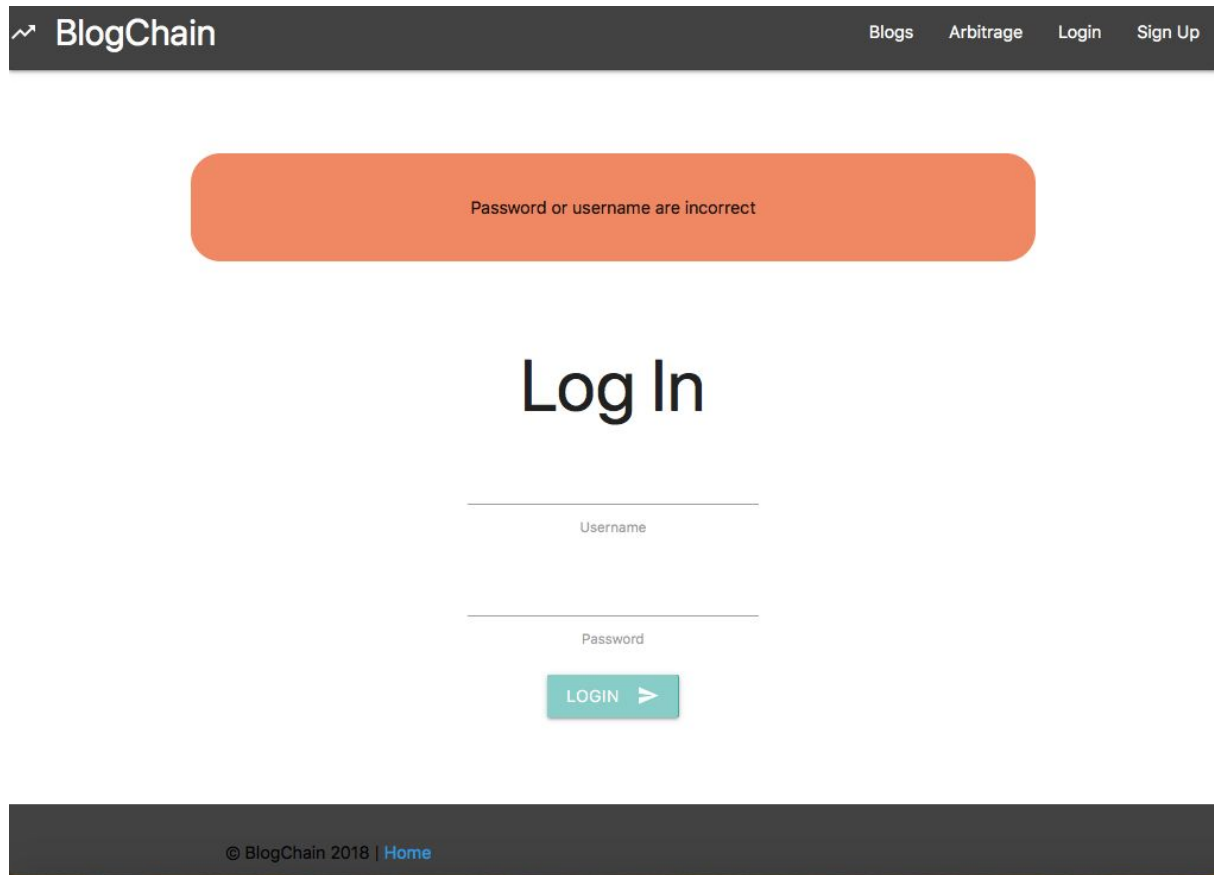 BlogChain
Blogs Arbitrage Login Sign Up
Password or username are incorrect
Log In
Username
Password
LOGIN
© BlogChain 2018 | Home